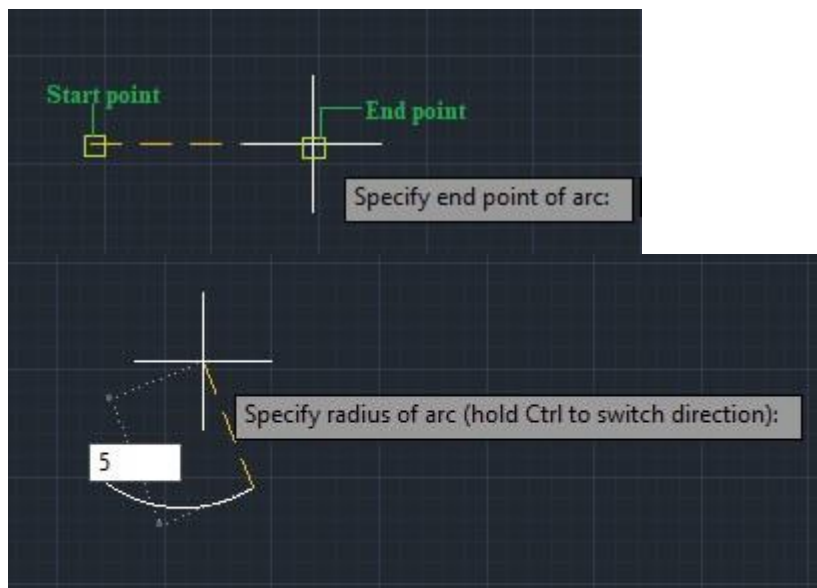 Start point
End point
Specify end point of arc:
Specify radius of arc (hold Ctrl to switch direction):
5